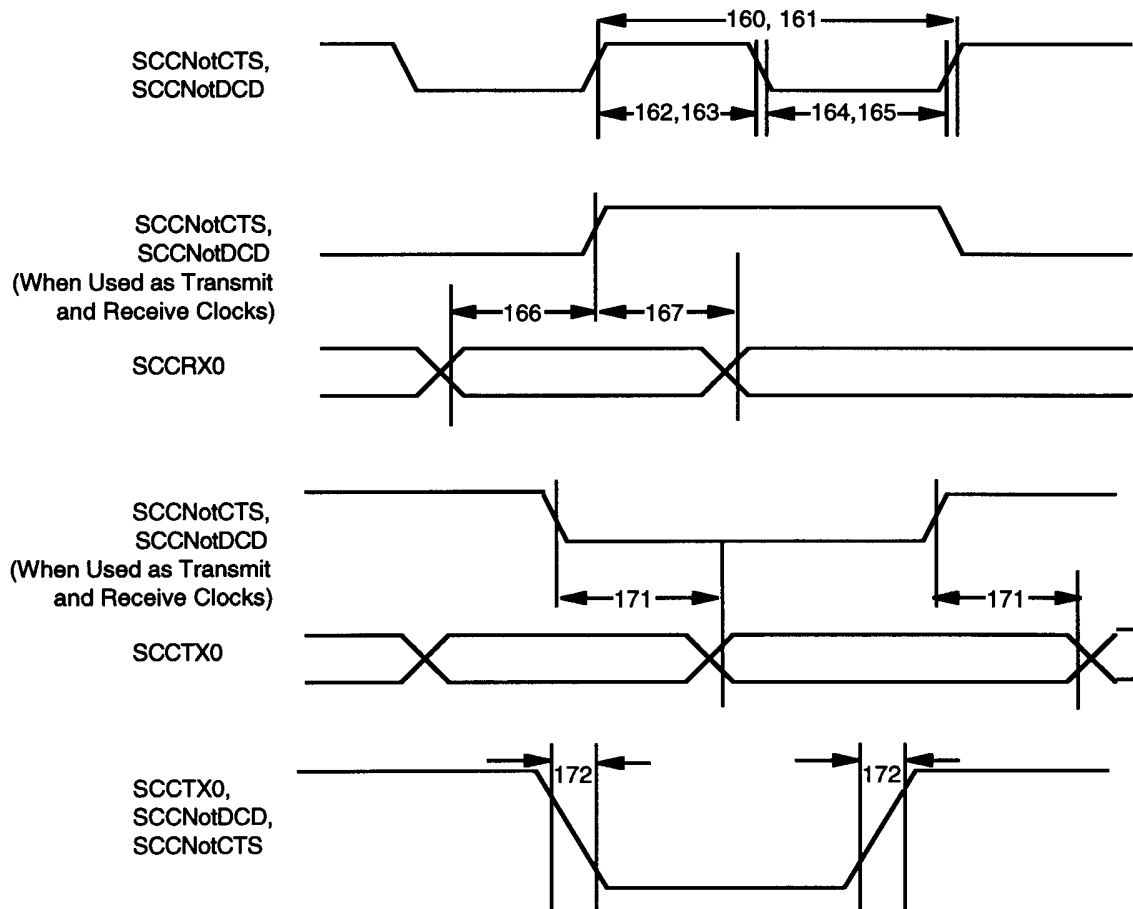 160, 161
SCCNotCTS,
SCCNotDCD
162,163
164,165
SCCNotCTS,
SCCNotDCD
(When Used as Transmit
and Receive Clocks)
166
167
SCCRX0
SCCNotCTS,
SCCNotDCD
(When Used as Transmit
and Receive Clocks)
171
171
SCCTX0
172
172
SCCTX0,
SCCNotDCD,
SCCNotCTS